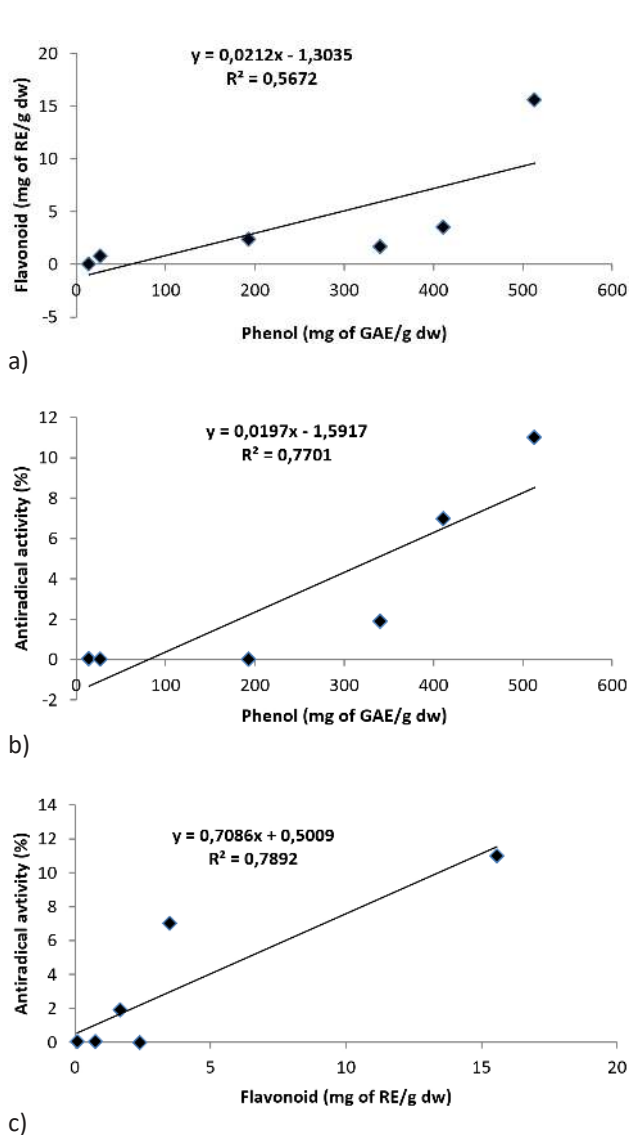 y = 0,0212x - 1,3035
R² = 0,5672
Flavonoid (mg of RE/g dw)
20
15
10
5
0
-5
0 100 200 300 400 500 600
Phenol (mg of GAE/g dw)
a)
y = 0,0197x - 1,5917
R² = 0,7701
Antiradical activity (%)
12
10
8
6
4
2
0
-2
0 100 200 300 400 500 600
Phenol (mg of GAE/g dw)
b)
y = 0,7086x + 0,5009
R² = 0,7892
Antiradical avtivity (%)
14
12
10
8
6
4
2
0
0 5 10 15 20
Flavonoid (mg of RE/g dw)
c)